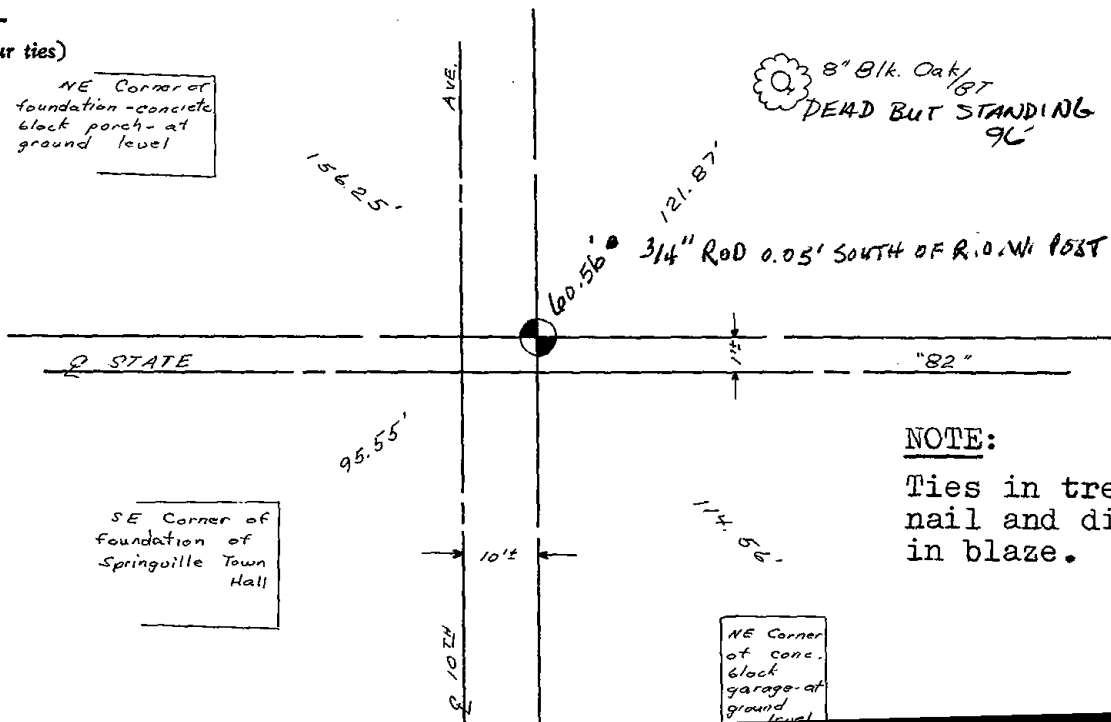 ur ties)
NE Corner of
foundation-concrete
block porch-at
ground level
AVE.
8" Blk. Oak/BT
DEAD BUT STANDING
96'
156.25'
121.87'
60.56'
3/4" ROD 0.05' SOUTH OF R.O.W. POST
℄ STATE
1'±
"82"
95.55'
NOTE:
Ties in tre
nail and di
in blaze.
SE Corner of
foundation of
Springville Town
Hall
10'±
114.56'
℄ 10TH
NE Corner
of conc.
block
garage-at
ground
level